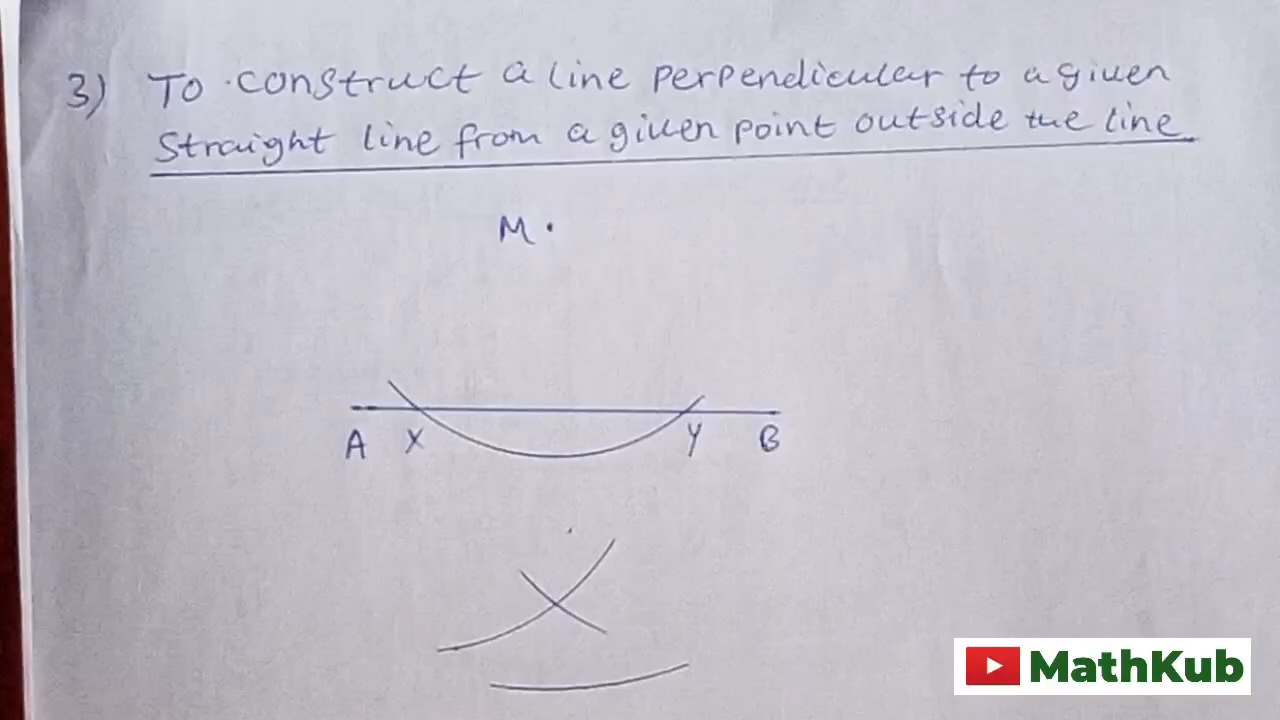 3) To construct a line perpendicular to a given
straight line from a given point outside the line
M
A X Y B
MathKub